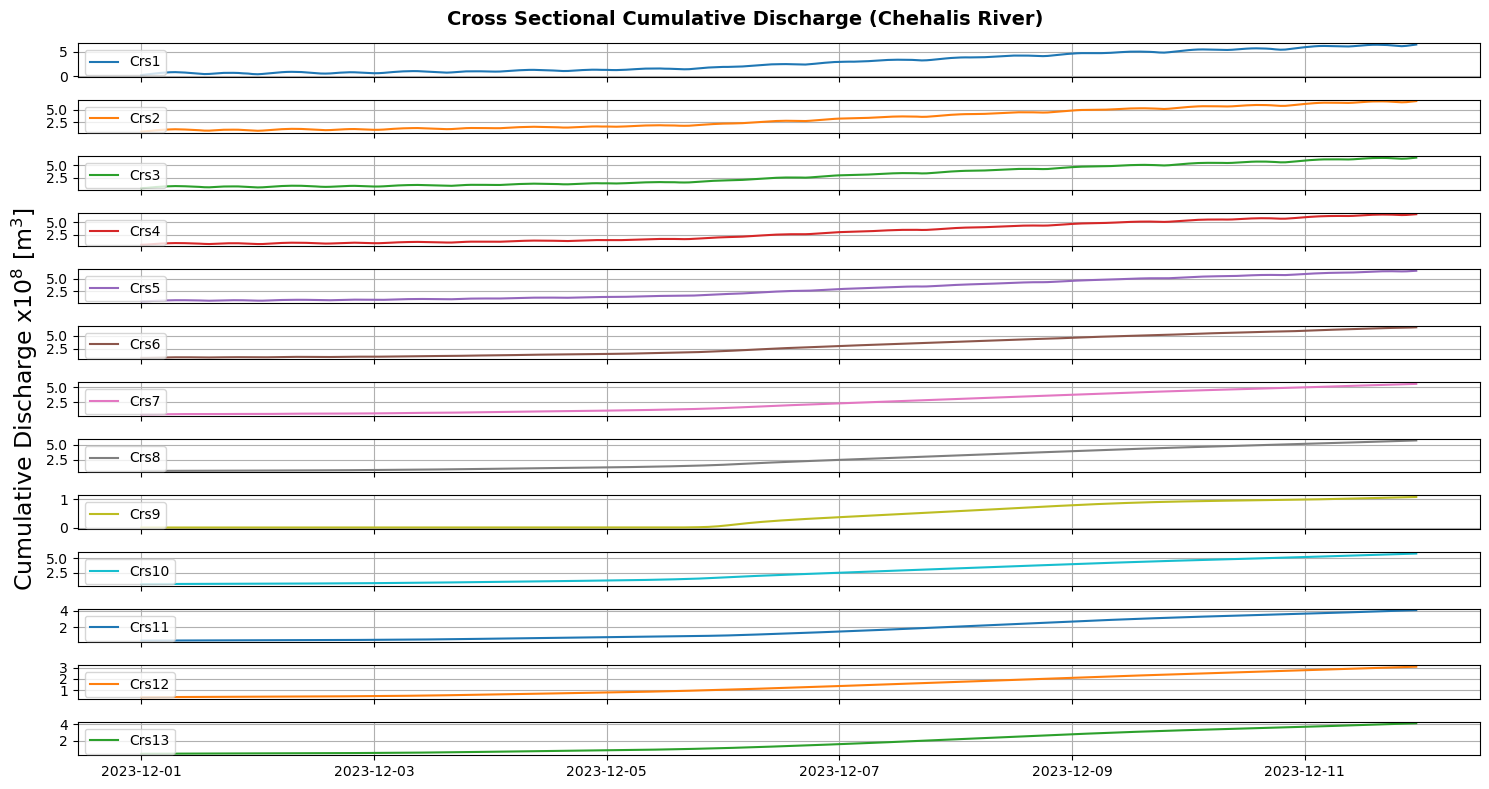 Cross Sectional Cumulative Discharge (Chehalis River)
Cumulative Discharge x10⁸ [m³]
5
0
Crs1
5.0
2.5
Crs2
5.0
2.5
Crs3
5.0
2.5
Crs4
5.0
2.5
Crs5
5.0
2.5
Crs6
5.0
2.5
Crs7
5.0
2.5
Crs8
1
0
Crs9
5.0
2.5
Crs10
4
2
Crs11
3
2
1
Crs12
4
2
Crs13
2023-12-01 2023-12-03 2023-12-05 2023-12-07 2023-12-09 2023-12-11